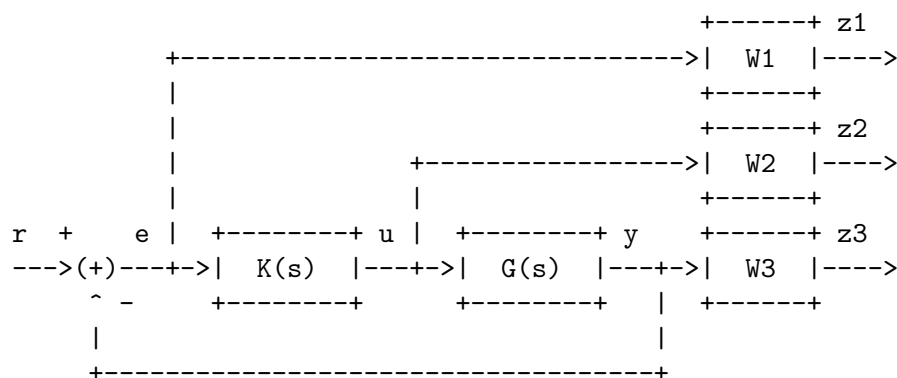 +------+ z1
+---------------------------------->| W1 |---->
| +------+
| +------+ z2
| +----------------->| W2 |---->
| | +------+
r + e | +--------+ u | +--------+ y +------+ z3
--->(+)---+->| K(s) |---+->| G(s) |---+->| W3 |---->
^ - +--------+ +--------+ | +------+
| |
+-------------------------------------+